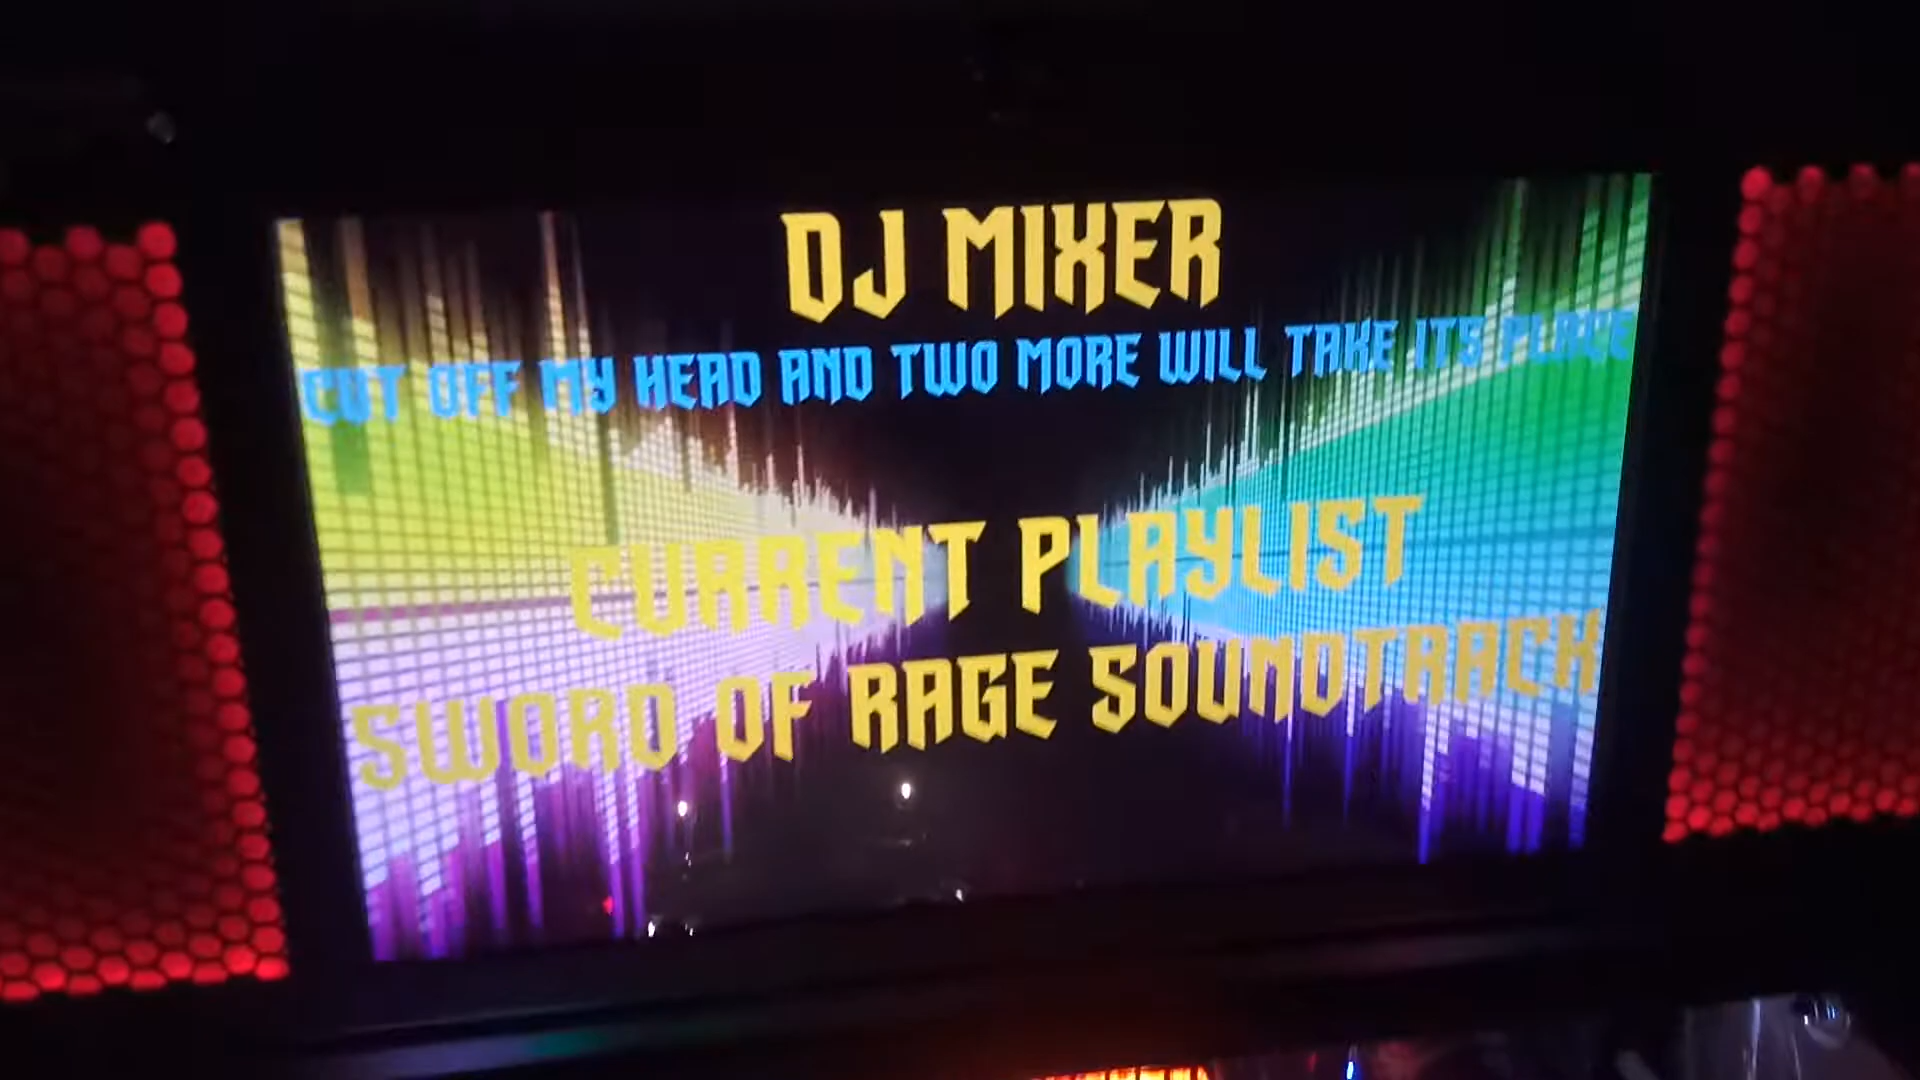 DJ MIXER
CUT OFF MY HEAD AND TWO MORE WILL TAKE ITS PLACE
CURRENT PLAYLIST
SWORD OF RAGE SOUNDTRACK